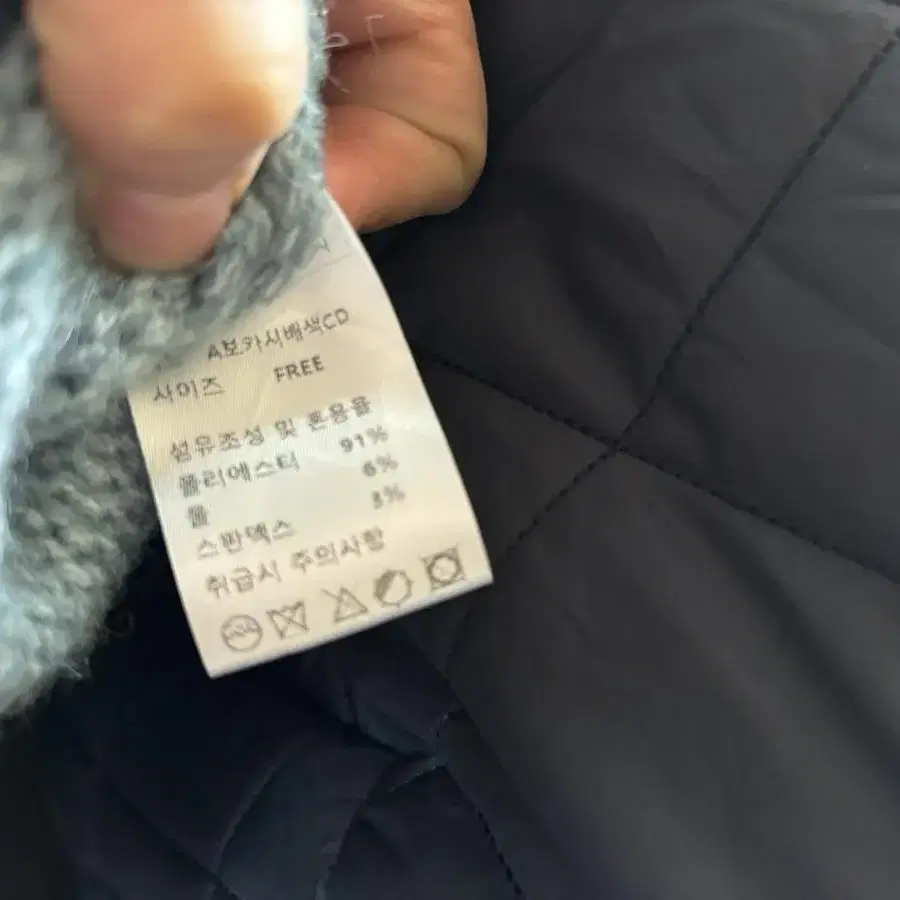 A보카시배색CD
사이즈 FREE
섬유조성 및 혼용율
폴리에스터 91%
울 6%
스판덱스 3%
취급시 주의사항